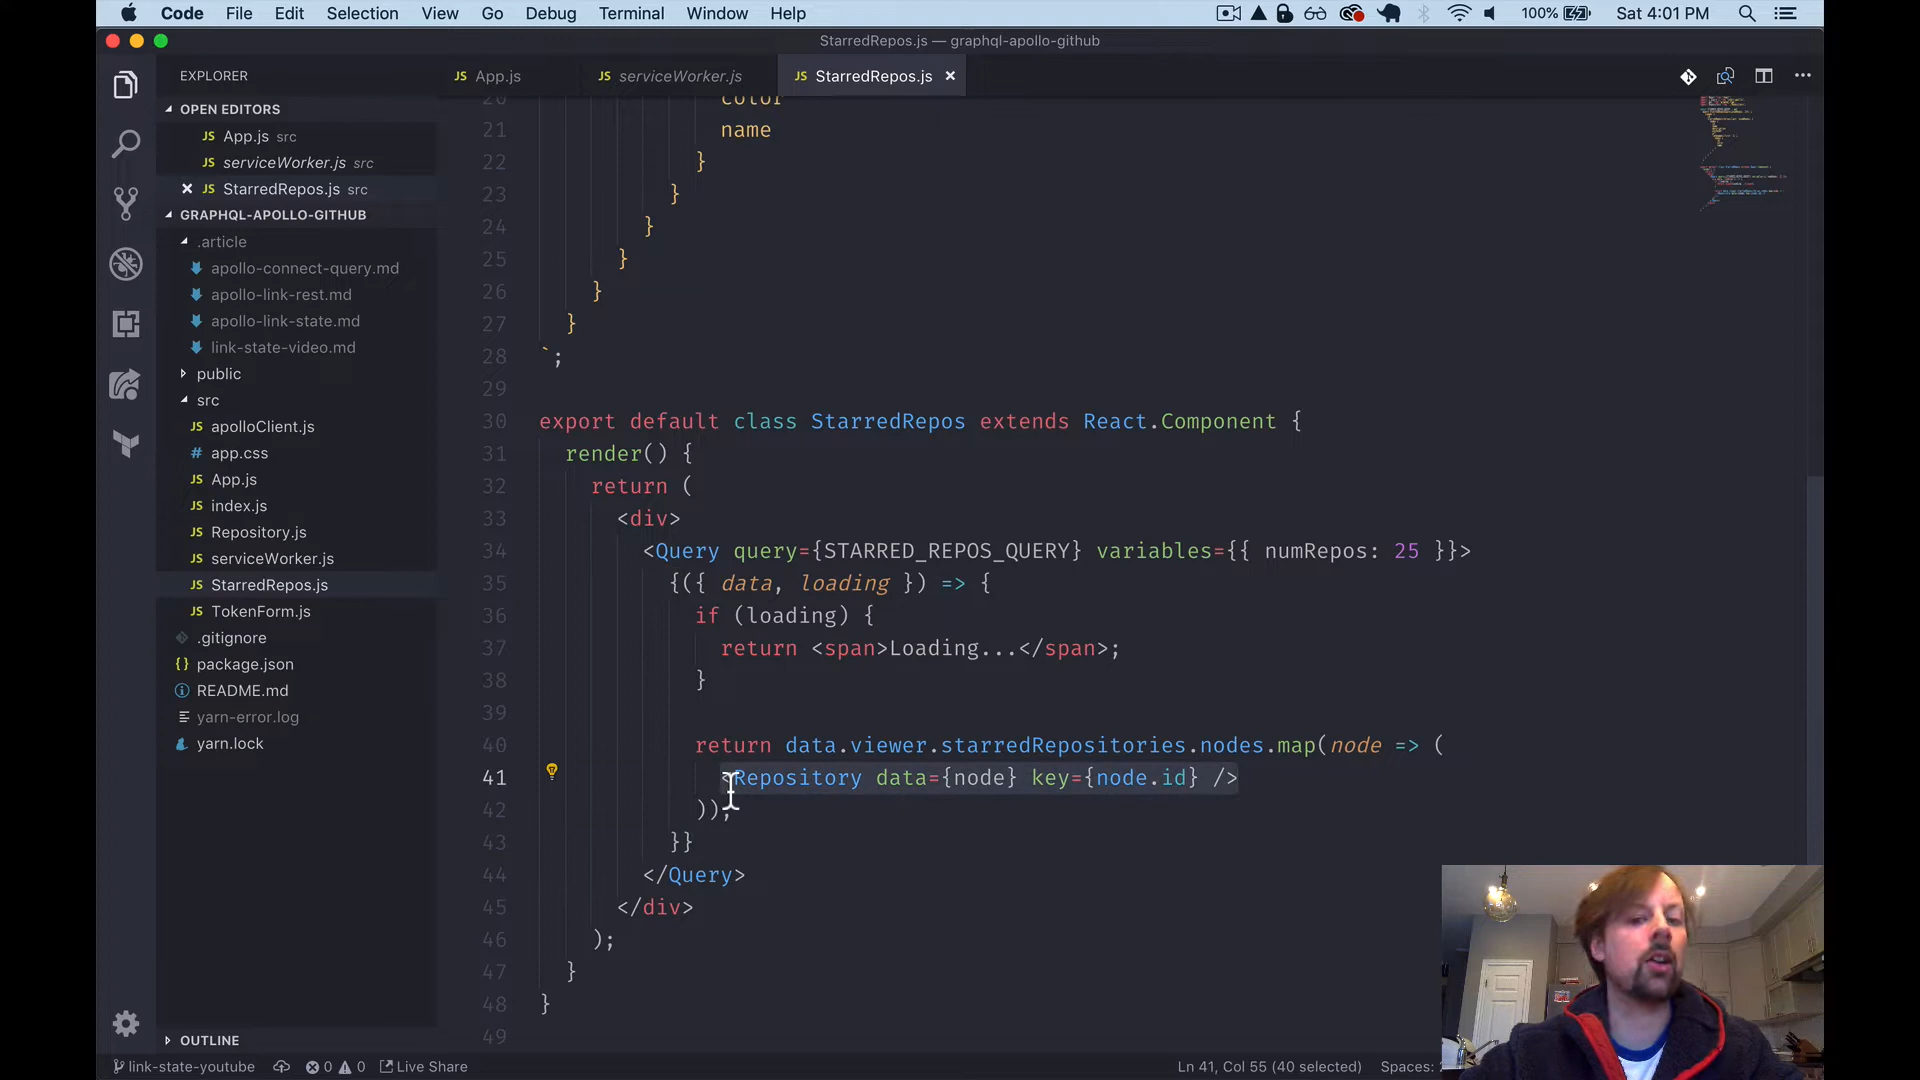 Code File Edit Selection View Go Debug Terminal Window Help 100% Sat 4:01 PM
StarredRepos.js — graphql-apollo-github
EXPLORER
JS App.js
JS serviceWorker.js
JS StarredRepos.js
OPEN EDITORS
JS App.js src
JS serviceWorker.js src
JS StarredRepos.js src
GRAPHQL-APOLLO-GITHUB
.article
apollo-connect-query.md
apollo-link-rest.md
apollo-link-state.md
link-state-video.md
public
src
JS apolloClient.js
# app.css
JS App.js
JS index.js
JS Repository.js
JS serviceWorker.js
JS StarredRepos.js
JS TokenForm.js
.gitignore
{} package.json
README.md
yarn-error.log
yarn.lock
OUTLINE
20 color
21 name
22 }
23 }
24 }
25 }
26 }
27 }
28 `;
29
30 export default class StarredRepos extends React.Component {
31 render() {
32 return (
33 <div>
34 <Query query={STARRED_REPOS_QUERY} variables={{ numRepos: 25 }}>
35 {({ data, loading }) => {
36 if (loading) {
37 return <span>Loading...</span>;
38 }
39
40 return data.viewer.starredRepositories.nodes.map(node => (
41 <Repository data={node} key={node.id} />
42 ));
43 }}
44 </Query>
45 </div>
46 );
47 }
48 }
49
link-state-youtube 0 0 Live Share Ln 41, Col 55 (40 selected) Spaces: